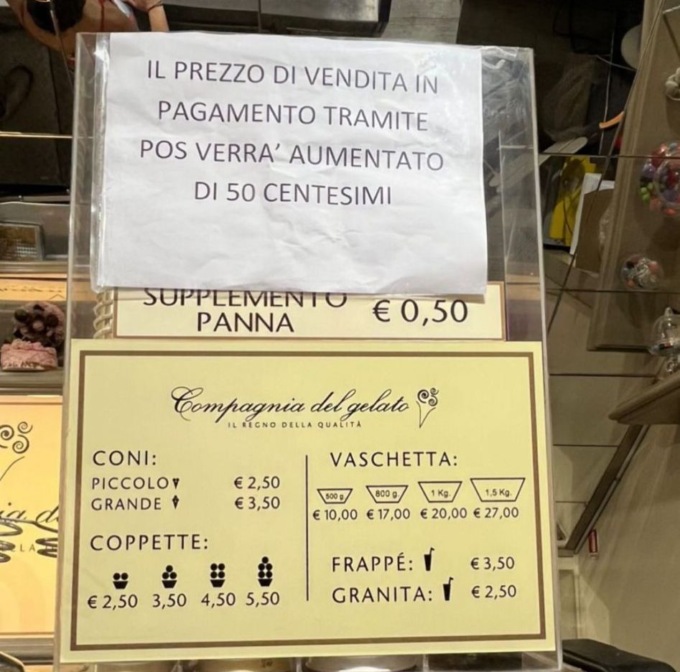 IL PREZZO DI VENDITA IN
PAGAMENTO TRAMITE
POS VERRA' AUMENTATO
DI 50 CENTESIMI
SUPPLEMENTO
PANNA
€ 0,50
Compagnia del gelato
IL REGNO DELLA QUALITÀ
CONI:
PICCOLO € 2,50
GRANDE € 3,50
COPPETTE:
€ 2,50 3,50 4,50 5,50
VASCHETTA:
500 g 800 g 1 Kg. 1,5 Kg.
€ 10,00 € 17,00 € 20,00 € 27,00
FRAPPÉ: € 3,50
GRANITA: € 2,50